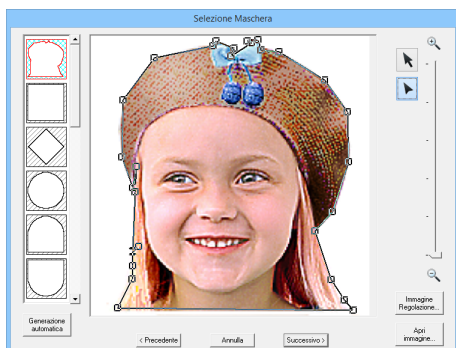 Selezione Maschera
Generazione
automatica
Immagine
Regolazione...
Apri
immagine...
< Precedente
Annulla
Successivo >